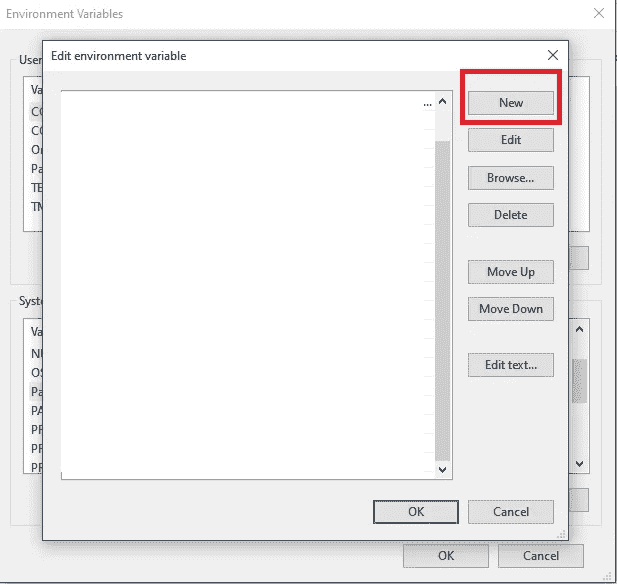 Environment Variables
Edit environment variable
User
Va
CO
CO
On
Pa
TE
TM
...
New
Edit
Browse...
Delete
Move Up
Move Down
Edit text...
Syste
Va
NU
OS
Pa
PA
PR
PR
PR
OK
Cancel
OK
Cancel